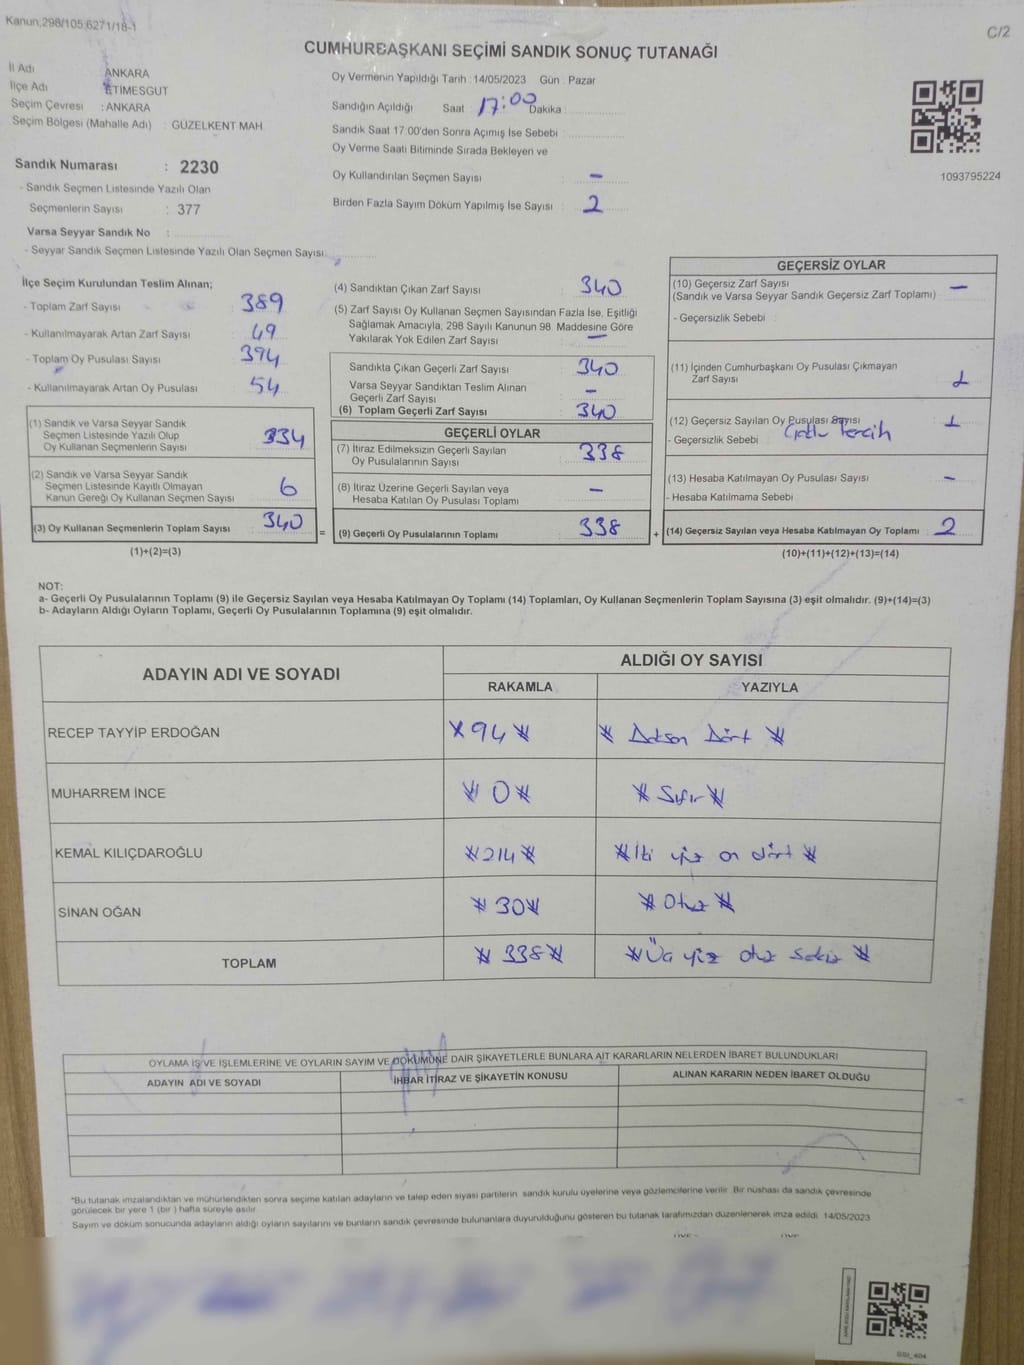 Kanun,298/105,6271/18-1
C/2
CUMHURBAŞKANI SEÇİMİ SANDIK SONUÇ TUTANAĞI
İl Adı ANKARA
İlçe Adı ETİMESGUT
Seçim Çevresi : ANKARA
Seçim Bölgesi (Mahalle Adı) : GÜZELKENT MAH
Sandık Numarası : 2230
- Sandık Seçmen Listesinde Yazılı Olan
Seçmenlerin Sayısı : 377
Varsa Seyyar Sandık No :
- Seyyar Sandık Seçmen Listesinde Yazılı Olan Seçmen Sayısı:
Oy Vermenin Yapıldığı Tarih : 14/05/2023 Gün : Pazar
Sandığın Açıldığı Saat : 17:00 Dakika :
Sandık Saat 17:00'den Sonra Açımış İse Sebebi :
Oy Verme Saati Bitiminde Sırada Bekleyen ve
Oy Kullandırılan Seçmen Sayısı : -
Birden Fazla Sayım Döküm Yapılmış İse Sayısı : 2
1093795224
İlçe Seçim Kurulundan Teslim Alınan;
- Toplam Zarf Sayısı : 389
- Kullanılmayarak Artan Zarf Sayısı : 49
- Toplam Oy Pusulası Sayısı : 394
- Kullanılmayarak Artan Oy Pusulası : 54
(1) Sandık ve Varsa Seyyar Sandık
Seçmen Listesinde Yazılı Olup
Oy Kullanan Seçmenlerin Sayısı : 334
(2) Sandık ve Varsa Seyyar Sandık
Seçmen Listesinde Kayıtlı Olmayan
Kanun Gereği Oy Kullanan Seçmen Sayısı : 6
(3) Oy Kullanan Seçmenlerin Toplam Sayısı : 340
(1)+(2)=(3)
(4) Sandıktan Çıkan Zarf Sayısı : 340
(5) Zarf Sayısı Oy Kullanan Seçmen Sayısından Fazla İse, Eşitliği
Sağlamak Amacıyla, 298 Sayılı Kanunun 98. Maddesine Göre
Yakılarak Yok Edilen Zarf Sayısı : -
Sandıkta Çıkan Geçerli Zarf Sayısı : 340
Varsa Seyyar Sandıktan Teslim Alınan
Geçerli Zarf Sayısı : -
(6) Toplam Geçerli Zarf Sayısı : 340
GEÇERLİ OYLAR
(7) İtiraz Edilmeksizin Geçerli Sayılan
Oy Pusulalarının Sayısı : 338
(8) İtiraz Üzerine Geçerli Sayılan veya
Hesaba Katılan Oy Pusulası Toplamı : -
= (9) Geçerli Oy Pusulalarının Toplamı : 338 +
GEÇERSİZ OYLAR
(10) Geçersiz Zarf Sayısı : -
(Sandık ve Varsa Seyyar Sandık Geçersiz Zarf Toplamı)
- Geçersizlik Sebebi :
(11) İçinden Cumhurbaşkanı Oy Pusulası Çıkmayan
Zarf Sayısı : 1
(12) Geçersiz Sayılan Oy Pusulası Sayısı : 1
- Geçersizlik Sebebi : Çoklu Tercih
(13) Hesaba Katılmayan Oy Pusulası Sayısı : -
- Hesaba Katılmama Sebebi :
(14) Geçersiz Sayılan veya Hesaba Katılmayan Oy Toplamı : 2
(10)+(11)+(12)+(13)=(14)
NOT:
a- Geçerli Oy Pusulalarının Toplamı (9) ile Geçersiz Sayılan veya Hesaba Katılmayan Oy Toplamı (14) Toplamları, Oy Kullanan Seçmenlerin Toplam Sayısına (3) eşit olmalıdır. (9)+(14)=(3)
b- Adayların Aldığı Oyların Toplamı, Geçerli Oy Pusulalarının Toplamına (9) eşit olmalıdır.
ADAYIN ADI VE SOYADI ALDIĞI OY SAYISI
RAKAMLA YAZIYLA
RECEP TAYYİP ERDOĞAN 94 Doksan Dört
MUHARREM İNCE 0 Sıfır
KEMAL KILIÇDAROĞLU 214 İki yüz on dört
SİNAN OĞAN 30 Otuz
TOPLAM 338 Üç yüz otuz sekiz
OYLAMA İŞ VE İŞLEMLERİNE VE OYLARIN SAYIM VE DÖKÜMÜNE DAİR ŞİKAYETLERLE BUNLARA AİT KARARLARIN NELERDEN İBARET BULUNDUKLARI
ADAYIN ADI VE SOYADI İHBAR İTİRAZ VE ŞİKAYETİN KONUSU ALINAN KARARIN NEDEN İBARET OLDUĞU
*Bu tutanak imzalandıktan ve mühürlendikten sonra seçime katılan adayların ve talep eden siyasi partilerin sandık kurulu üyelerine veya gözlemcilerine verilir. Bir nüshası da sandık çevresinde
görülecek bir yere 1 (bir ) hafta süreyle asılır.
Sayım ve döküm sonucunda adayların aldığı oyların sayılarını ve bunların sandık çevresinde bulunanlara duyurulduğunu gösteren bu tutanak tarafımızdan düzenlenerek imza edildi. 14/05/2023